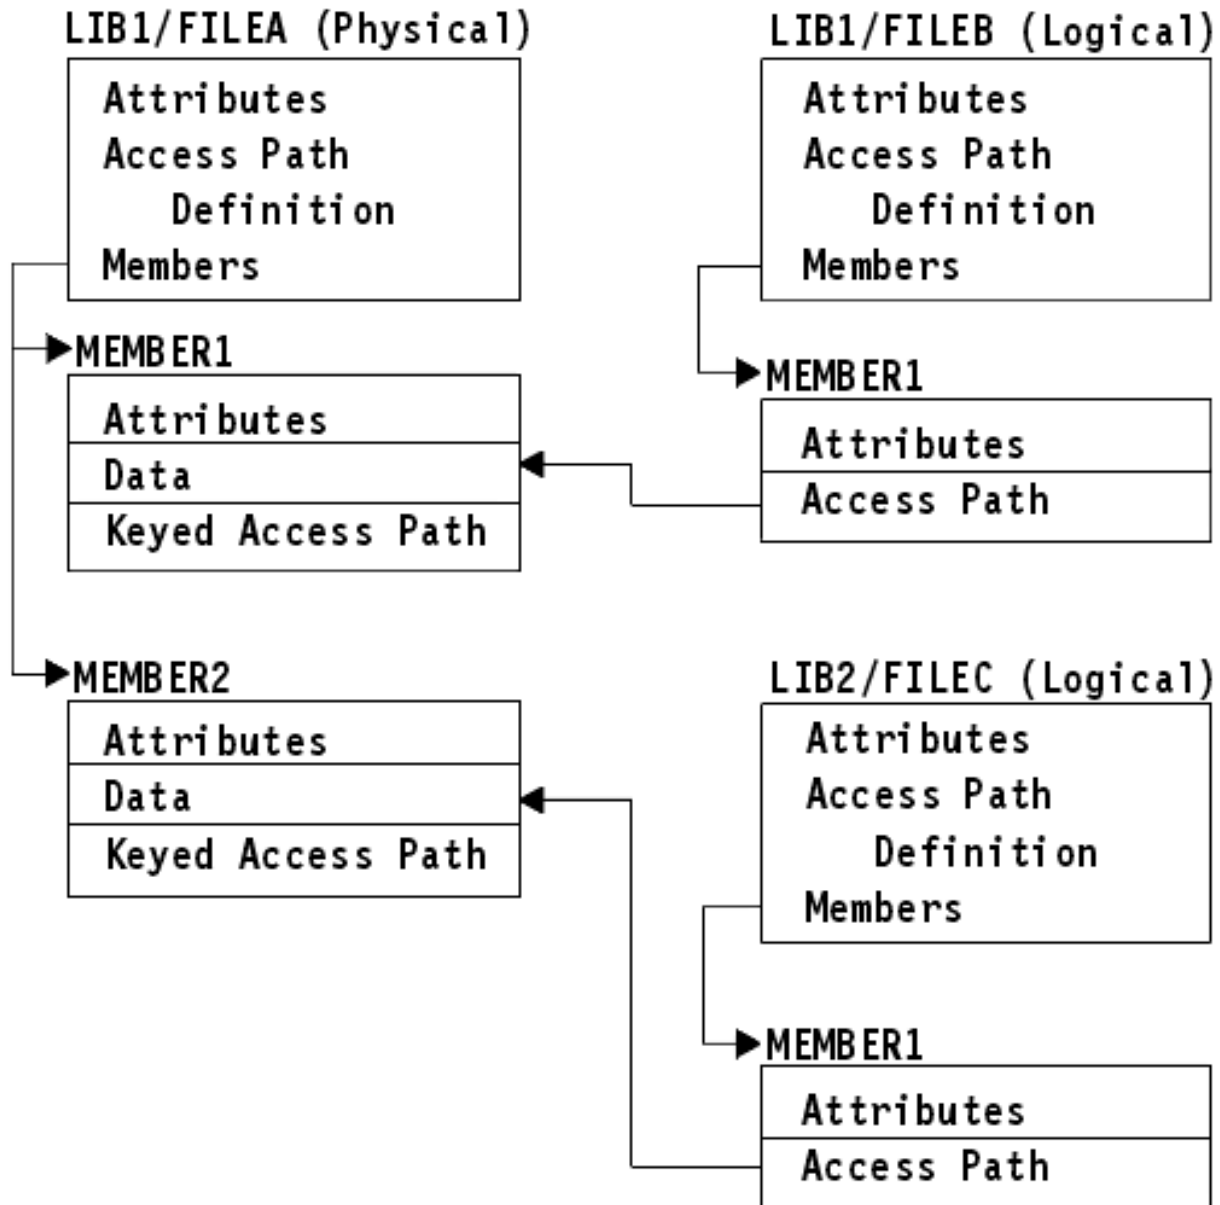 LIB1/FILEA (Physical)
Attributes
Access Path
Definition
Members
MEMBER1
Attributes
Data
Keyed Access Path
MEMBER2
Attributes
Data
Keyed Access Path
LIB1/FILEB (Logical)
Attributes
Access Path
Definition
Members
MEMBER1
Attributes
Access Path
LIB2/FILEC (Logical)
Attributes
Access Path
Definition
Members
MEMBER1
Attributes
Access Path